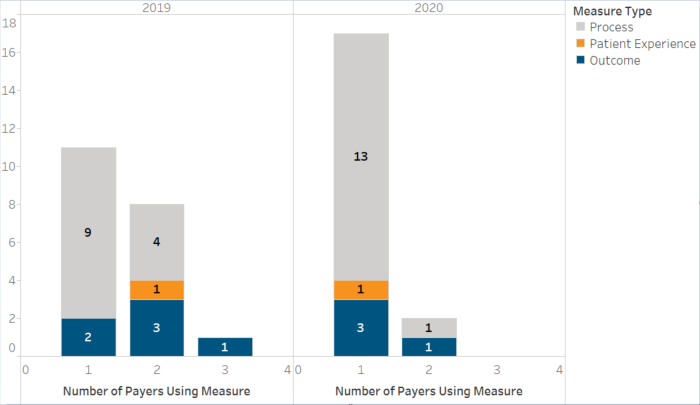 2019
2020
Measure Type
Process
Patient Experience
Outcome
18
16
14
12
10
8
6
4
2
0
9
2
4
1
3
1
13
1
3
1
1
0 1 2 3 4
0 1 2 3 4
Number of Payers Using Measure
Number of Payers Using Measure